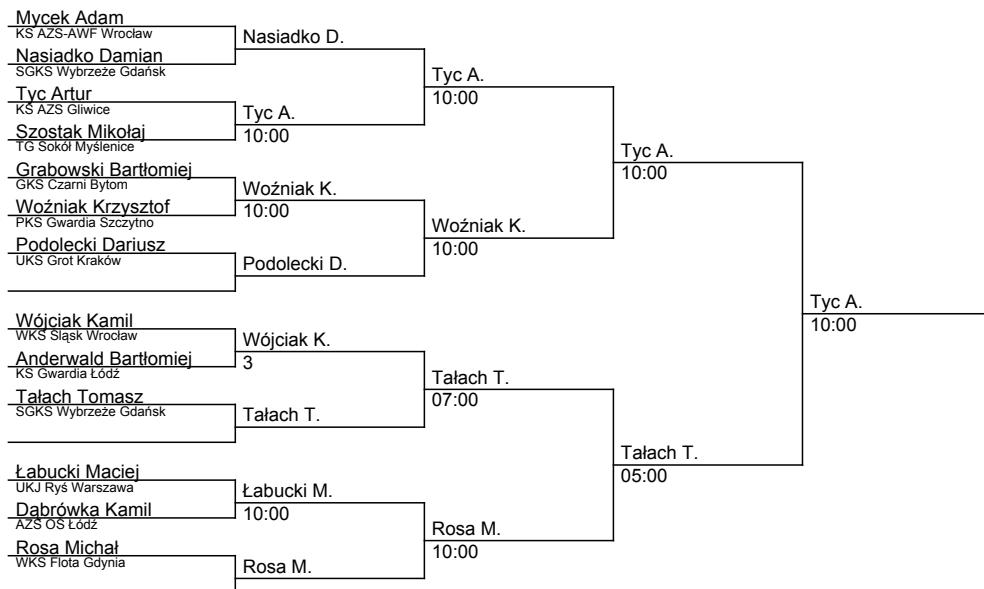 Mycek Adam
KS AZS-AWF Wrocław
Nasiadko Damian
SGKS Wybrzeże Gdańsk
Tyc Artur
KS AZS Gliwice
Szostak Mikołaj
TG Sokół Myślenice
Grabowski Bartłomiej
GKS Czarni Bytom
Woźniak Krzysztof
PKS Gwardia Szczytno
Podolecki Dariusz
UKS Grot Kraków
Wójciak Kamil
WKS Śląsk Wrocław
Anderwald Bartłomiej
KS Gwardia Łódź
Tałach Tomasz
SGKS Wybrzeże Gdańsk
Łabucki Maciej
UKJ Ryś Warszawa
Dąbrówka Kamil
AZS OŚ Łódź
Rosa Michał
WKS Flota Gdynia
Nasiadko D.
Tyc A.
10:00
Woźniak K.
10:00
Podolecki D.
Wójciak K.
3
Tałach T.
Łabucki M.
10:00
Rosa M.
Tyc A.
10:00
Woźniak K.
10:00
Tałach T.
07:00
Rosa M.
10:00
Tyc A.
10:00
Tałach T.
05:00
Tyc A.
10:00